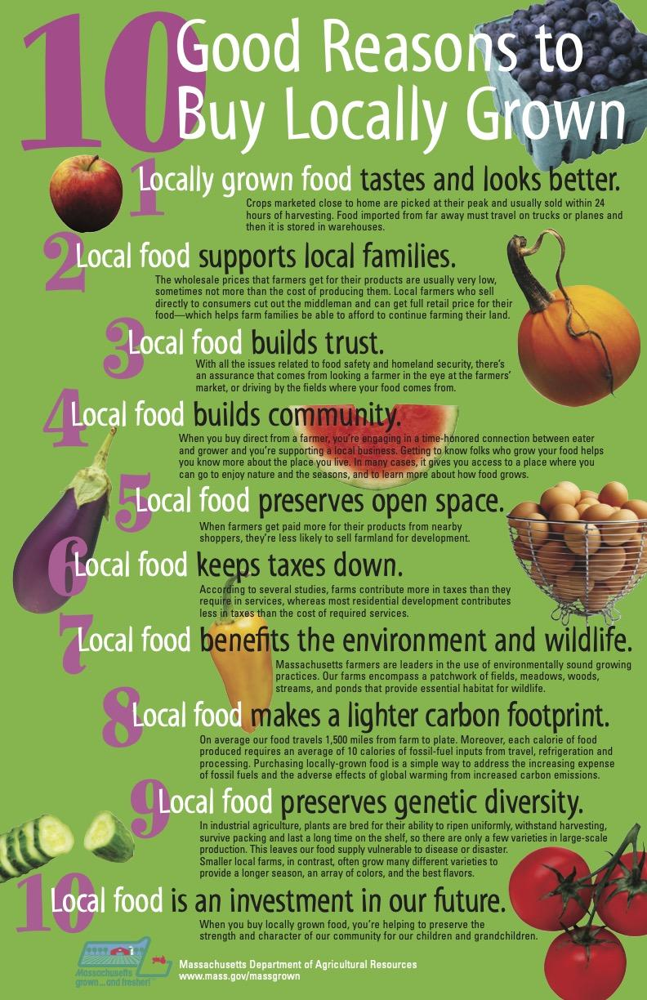 10 Good Reasons to
Buy Locally Grown
1 Locally grown food tastes and looks better.
Crops marketed close to home are picked at their peak and usually sold within 24
hours of harvesting. Food imported from far away must travel on trucks or planes and
then it is stored in warehouses.
2 Local food supports local families.
The wholesale prices that farmers get for their products are usually very low,
sometimes not more than the cost of producing them. Local farmers who sell
directly to consumers cut out the middleman and can get full retail price for their
food—which helps farm families be able to afford to continue farming their land.
3 Local food builds trust.
With all the issues related to food safety and homeland security, there's
an assurance that comes from looking a farmer in the eye at the farmers'
market, or driving by the fields where your food comes from.
4 Local food builds community.
When you buy direct from a farmer, you're engaging in a time-honored connection between eater
and grower and you're supporting a local business. Getting to know folks who grow your food helps
you know more about the place you live. In many cases, it gives you access to a place where you
can go to enjoy nature and the seasons, and to learn more about how food grows.
5 Local food preserves open space.
When farmers get paid more for their products from nearby
shoppers, they're less likely to sell farmland for development.
6 Local food keeps taxes down.
According to several studies, farms contribute more in taxes than they
require in services, whereas most residential development contributes
less in taxes than the cost of required services.
7 Local food benefits the environment and wildlife.
Massachusetts farmers are leaders in the use of environmentally sound growing
practices. Our farms encompass a patchwork of fields, meadows, woods,
streams, and ponds that provide essential habitat for wildlife.
8 Local food makes a lighter carbon footprint.
On average our food travels 1,500 miles from farm to plate. Moreover, each calorie of food
produced requires an average of 10 calories of fossil-fuel inputs from travel, refrigeration and
processing. Purchasing locally-grown food is a simple way to address the increasing expense
of fossil fuels and the adverse effects of global warming from increased carbon emissions.
9 Local food preserves genetic diversity.
In industrial agriculture, plants are bred for their ability to ripen uniformly, withstand harvesting,
survive packing and last a long time on the shelf, so there are only a few varieties in large-scale
production. This leaves our food supply vulnerable to disease or disaster.
Smaller local farms, in contrast, often grow many different varieties to
provide a longer season, an array of colors, and the best flavors.
10 Local food is an investment in our future.
When you buy locally grown food, you're helping to preserve the
strength and character of our community for our children and grandchildren.
Massachusetts
grown...and fresher!
Massachusetts Department of Agricultural Resources
www.mass.gov/massgrown